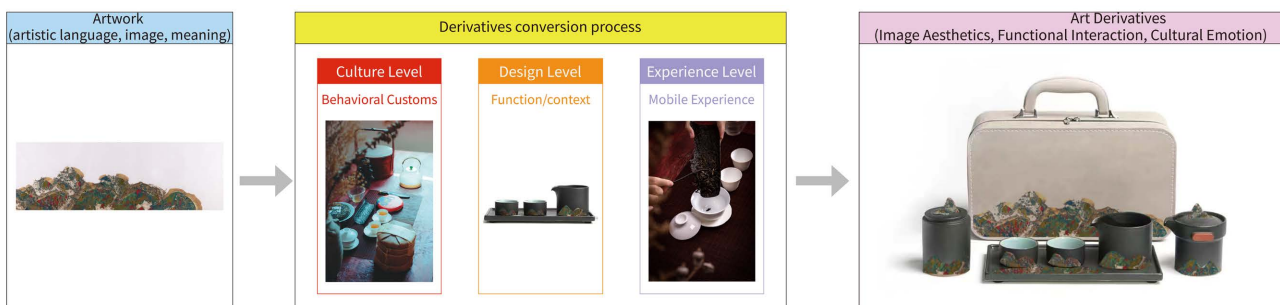 Artwork
(artistic language, image, meaning)
Derivatives conversion process
Culture Level
Behavioral Customs
Design Level
Function/context
Experience Level
Mobile Experience
Art Derivatives
(Image Aesthetics, Functional Interaction, Cultural Emotion)